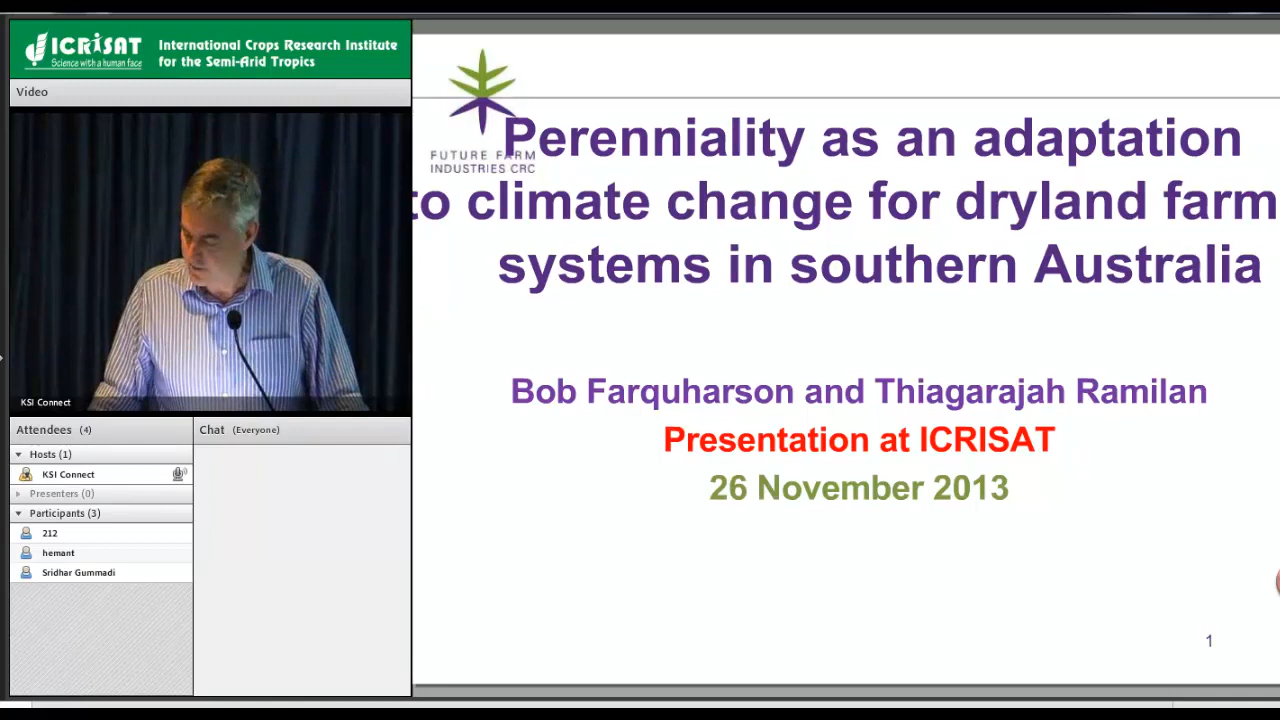 ICRISAT
Science with a human face
International Crops Research Institute
for the Semi-Arid Tropics
Video
KSI Connect
Attendees (4)
Hosts (1)
KSI Connect
Presenters (0)
Participants (3)
212
hemant
Sridhar Gummadi
Chat (Everyone)
FUTURE FARM
INDUSTRIES CRC
Perenniality as an adaptation
to climate change for dryland farm
systems in southern Australia
Bob Farquharson and Thiagarajah Ramilan
Presentation at ICRISAT
26 November 2013
1